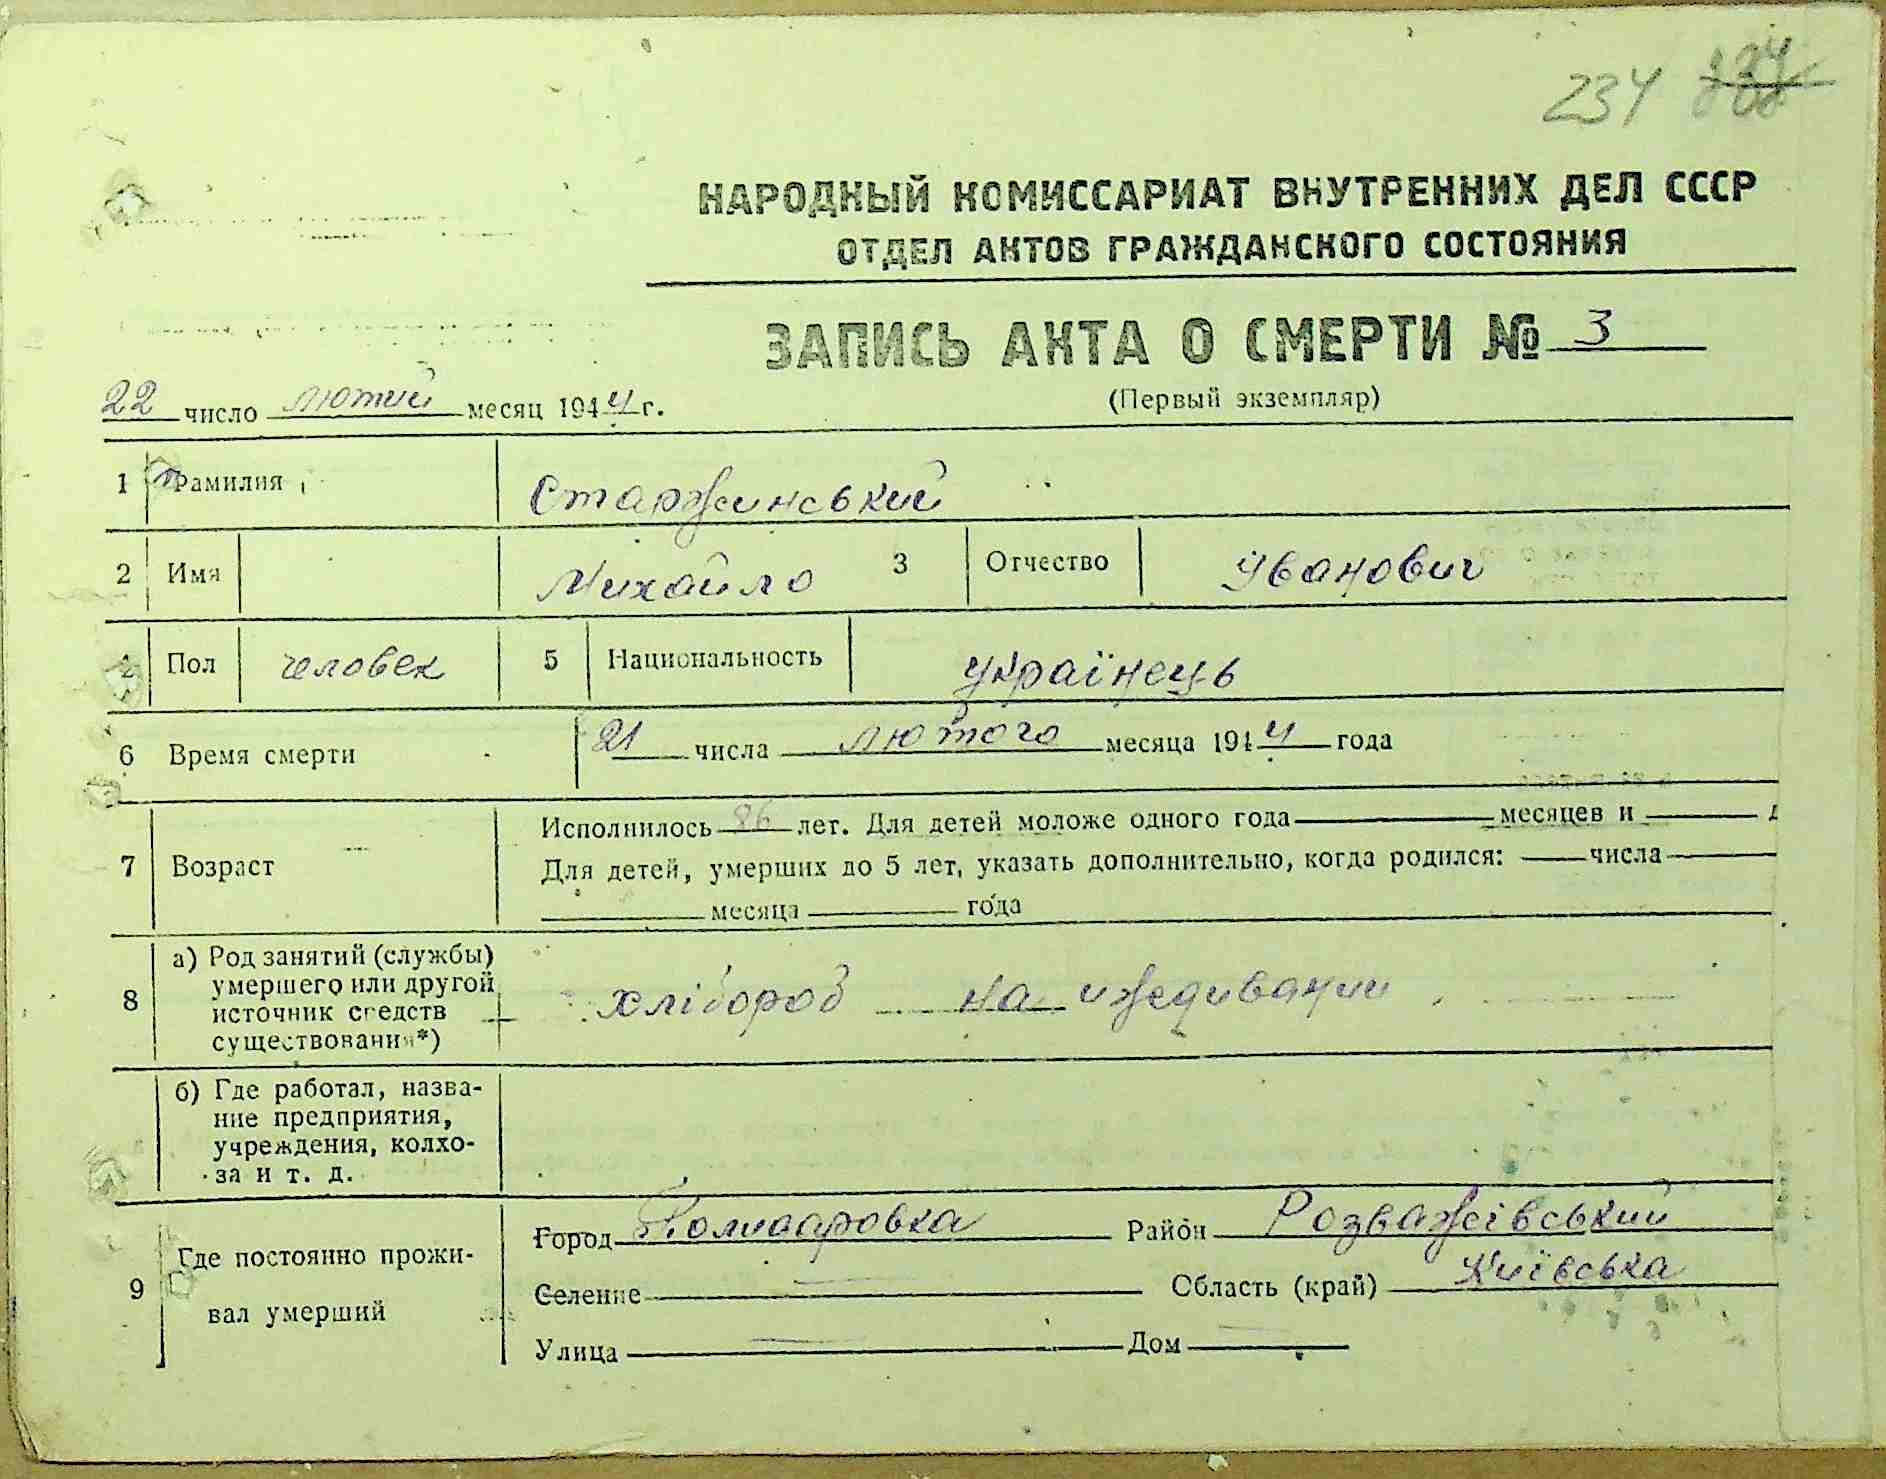 234
НАРОДНЫЙ КОМИССАРИАТ ВНУТРЕННИХ ДЕЛ СССР
ОТДЕЛ АКТОВ ГРАЖДАНСКОГО СОСТОЯНИЯ
ЗАПИСЬ АКТА О СМЕРТИ № 3
(Первый экземпляр)
22 число лютий месяц 1944 г.
1 Фамилия Старжинський
2 Имя Михайло 3 Отчество Іванович
4 Пол человек 5 Национальность українець
6 Время смерти 21 числа лютого месяца 1944 года
7 Возраст
Исполнилось 86 лет. Для детей моложе одного года месяцев и
Для детей, умерших до 5 лет, указать дополнительно, когда родился: числа
месяца года
8 а) Род занятий (службы)
умершего или другой
источник средств
существования*)
хлібороб на иждивании
б) Где работал, назва-
ние предприятия,
учреждения, колхо-
за и т. д.
9 Где постоянно прожи-
вал умерший
Город Район Розважівський
Селение Область (край) Київська
Улица Дом